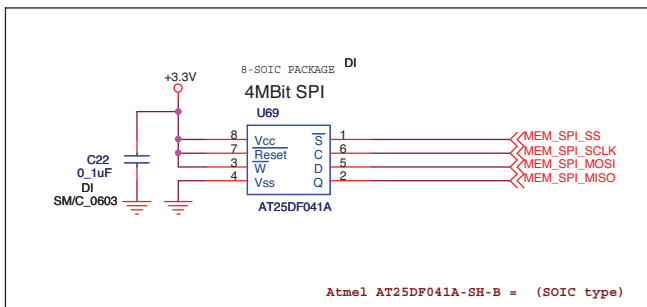 8-SOIC PACKAGE DI
+3.3V
4MBit SPI
U69
8 Vcc S 1 MEM_SPI_SS
7 Reset C 6 MEM_SPI_SCLK
3 W D 5 MEM_SPI_MOSI
4 Vss Q 2 MEM_SPI_MISO
C22
0_1uF
DI
SM/C_0603
AT25DF041A
Atmel AT25DF041A-SH-B = (SOIC type)